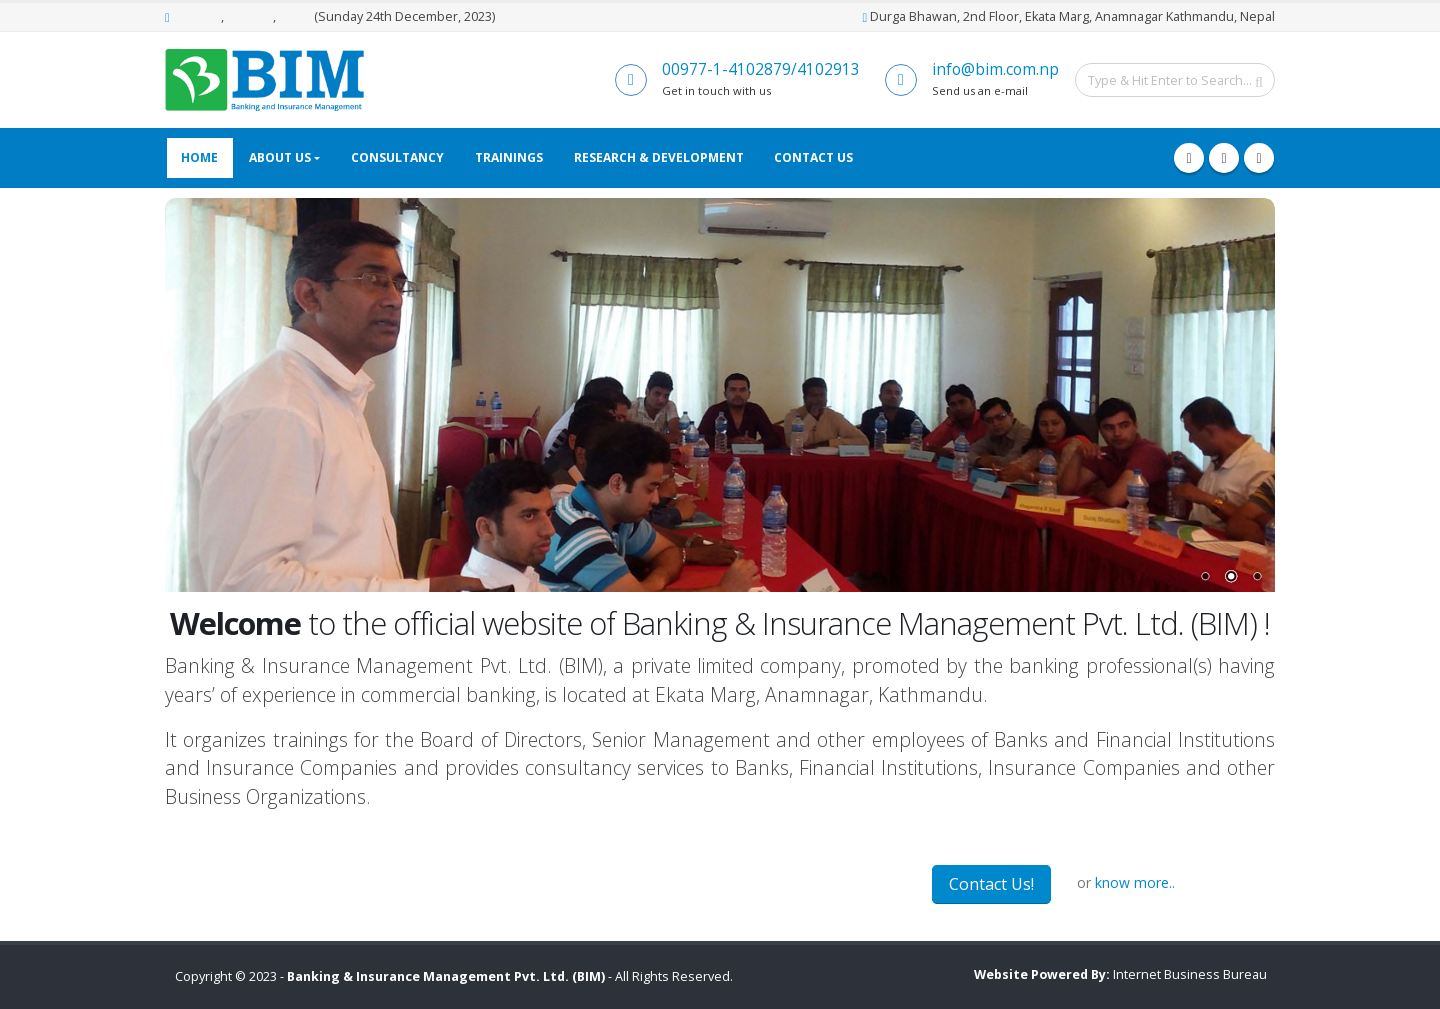 , , (Sunday 24th December, 2023)
Durga Bhawan, 2nd Floor, Ekata Marg, Anamnagar Kathmandu, Nepal
BIM
Banking and Insurance Management
00977-1-4102879/4102913
Get in touch with us
info@bim.com.np
Send us an e-mail
Type & Hit Enter to Search...
HOME
ABOUT US
CONSULTANCY
TRAININGS
RESEARCH & DEVELOPMENT
CONTACT US
Suraj Bhattarai
Welcome to the official website of Banking & Insurance Management Pvt. Ltd. (BIM) !
Banking & Insurance Management Pvt. Ltd. (BIM), a private limited company, promoted by the banking professional(s) having
years’ of experience in commercial banking, is located at Ekata Marg, Anamnagar, Kathmandu.
It organizes trainings for the Board of Directors, Senior Management and other employees of Banks and Financial Institutions
and Insurance Companies and provides consultancy services to Banks, Financial Institutions, Insurance Companies and other
Business Organizations.
Contact Us!
or know more..
Copyright © 2023 - Banking & Insurance Management Pvt. Ltd. (BIM) - All Rights Reserved.
Website Powered By: Internet Business Bureau